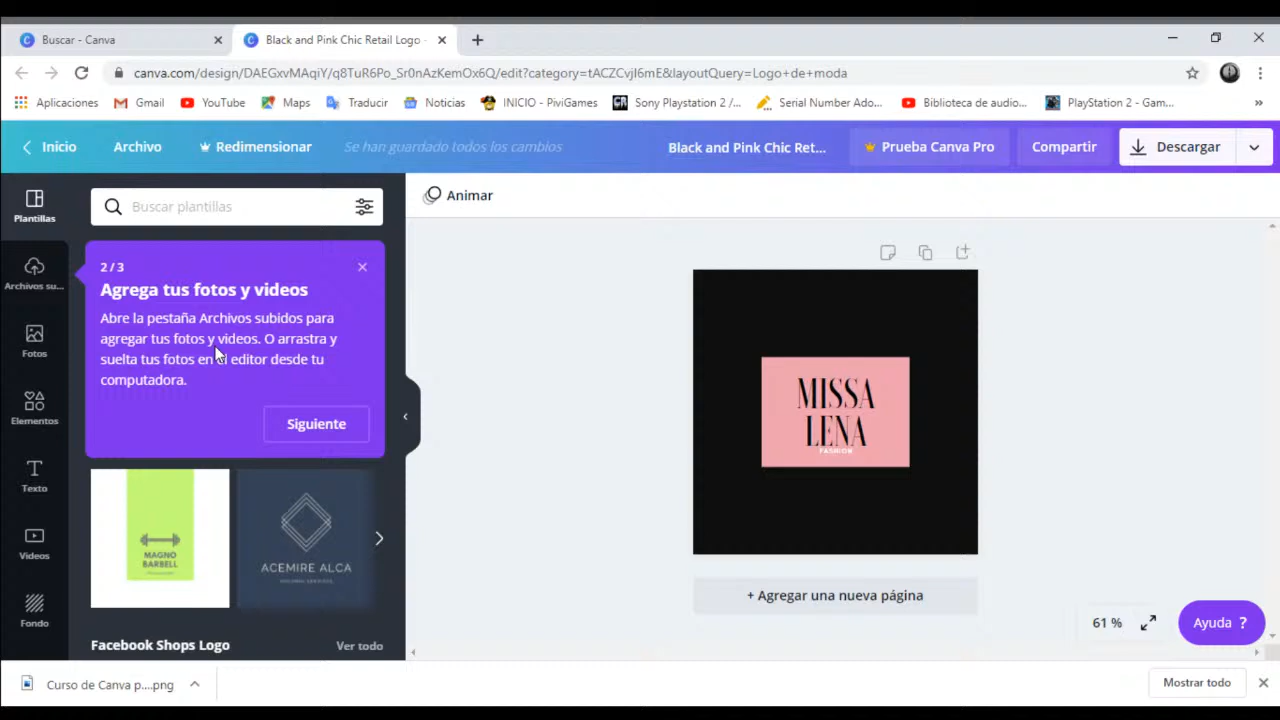 Buscar - Canva
Black and Pink Chic Retail Logo -
canva.com/design/DAEGxvMAqiY/q8TuR6Po_Sr0nAzKemOx6Q/edit?category=tACZCvjI6mE&layoutQuery=Logo+de+moda
Aplicaciones
Gmail
YouTube
Maps
Traducir
Noticias
INICIO - PiviGames
Sony Playstation 2 /...
Serial Number Ado...
Biblioteca de audio...
PlayStation 2 - Gam...
Inicio
Archivo
Redimensionar
Se han guardado todos los cambios
Black and Pink Chic Ret...
Prueba Canva Pro
Compartir
Descargar
Plantillas
Archivos su...
Fotos
Elementos
Texto
Videos
Fondo
Buscar plantillas
2 / 3
Agrega tus fotos y videos
Abre la pestaña Archivos subidos para
agregar tus fotos y videos. O arrastra y
suelta tus fotos en el editor desde tu
computadora.
Siguiente
MAGNO
BARBELL
ACEMIRE ALCA
Facebook Shops Logo
Ver todo
Animar
MISSA
LENA
FASHION
+ Agregar una nueva página
61 %
Ayuda ?
Curso de Canva p....png
Mostrar todo